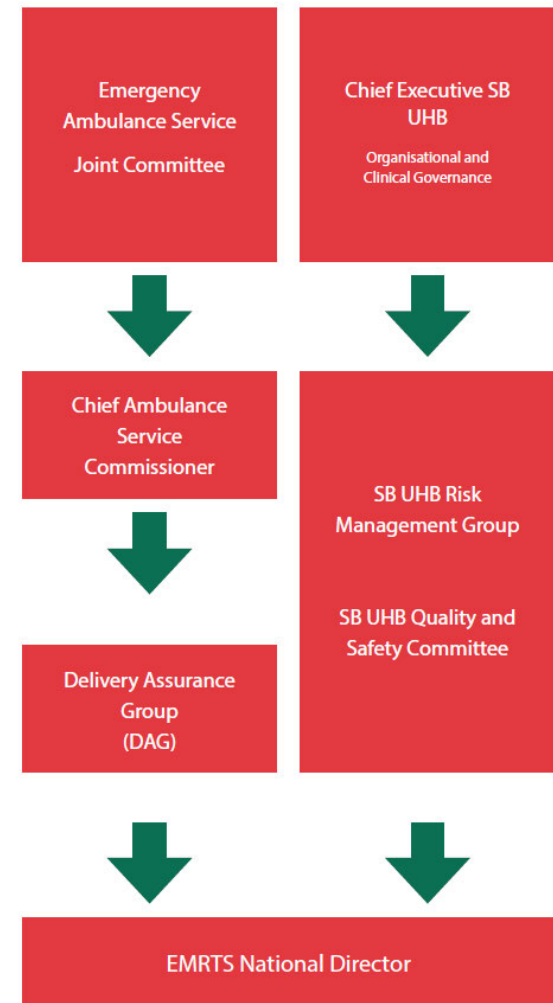 Emergency
Ambulance Service
Joint Committee
Chief Executive SB
UHB
Organisational and
Clinical Governance
Chief Ambulance
Service
Commissioner
SB UHB Risk
Management Group
SB UHB Quality and
Safety Committee
Delivery Assurance
Group
(DAG)
EMRTS National Director